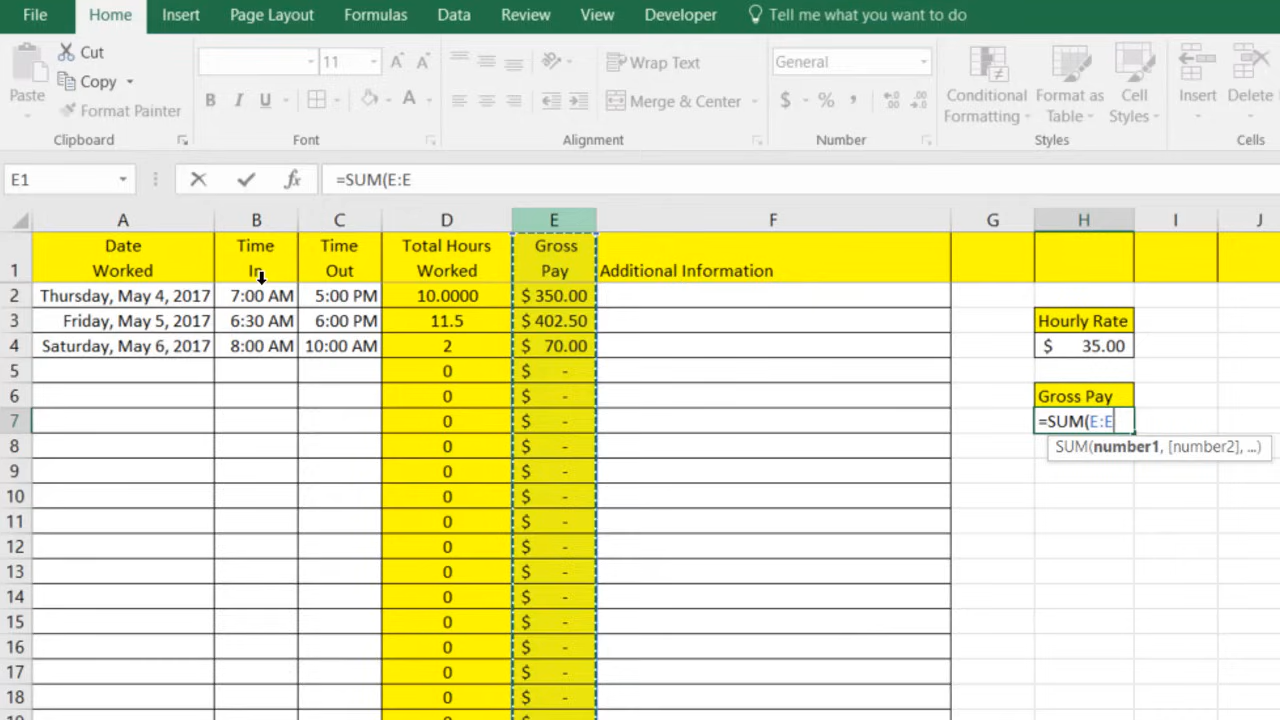 File Home Insert Page Layout Formulas Data Review View Developer Tell me what you want to do
Cut
Copy
Format Painter
Paste
Clipboard
11 A A
B I U A
Font
Wrap Text
Merge & Center
Alignment
General
$ % ,
Number
Conditional Formatting
Format as Table
Cell Styles
Styles
Insert Delete
Cells
E1 fx =SUM(E:E
A B C D E F G H I J
1 Date Worked Time In Time Out Total Hours Worked Gross Pay Additional Information
2 Thursday, May 4, 2017 7:00 AM 5:00 PM 10.0000 $ 350.00
3 Friday, May 5, 2017 6:30 AM 6:00 PM 11.5 $ 402.50 Hourly Rate
4 Saturday, May 6, 2017 8:00 AM 10:00 AM 2 $ 70.00 $ 35.00
5 0 $ -
6 0 $ - Gross Pay
7 0 $ - =SUM(E:E
8 0 $ - SUM(number1, [number2], ...)
9 0 $ -
10 0 $ -
11 0 $ -
12 0 $ -
13 0 $ -
14 0 $ -
15 0 $ -
16 0 $ -
17 0 $ -
18 0 $ -